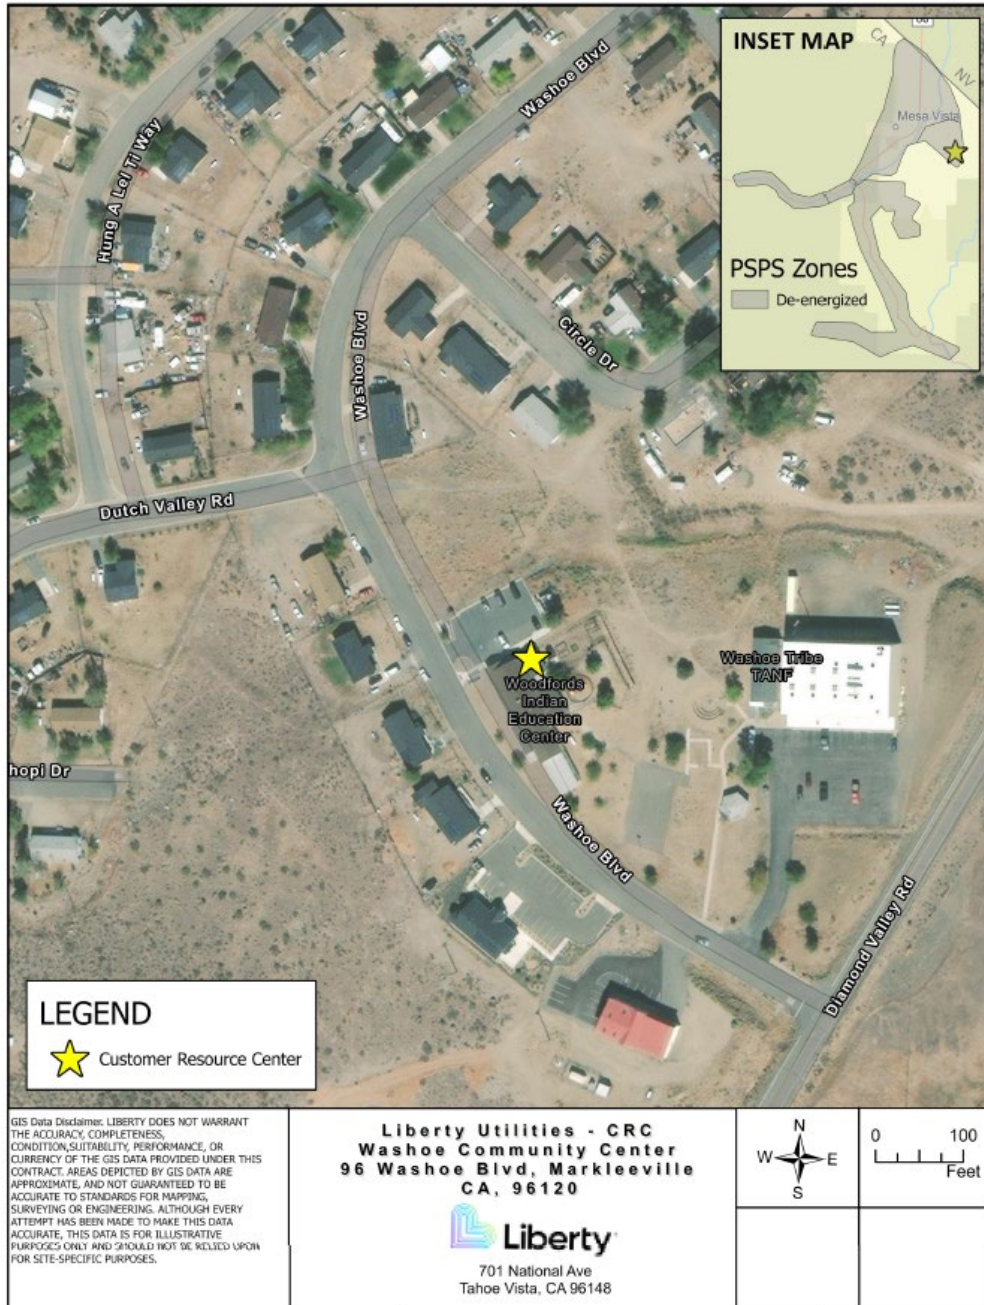 INSET MAP
CA
NV
Mesa Vista
PSPS Zones
De-energized
Washoe Blvd
Hung A Lel Ti Way
Washoe Blvd
Circle Dr
Dutch Valley Rd
Washoe Tribe
TANF
Woodfords
Indian
Education
Center
hopi Dr
Washoe Blvd
Diamond Valley Rd
LEGEND
Customer Resource Center
GIS Data Disclaimer: LIBERTY DOES NOT WARRANT
THE ACCURACY, COMPLETENESS,
CONDITION,SUITABILITY, PERFORMANCE, OR
CURRENCY OF THE GIS DATA PROVIDED UNDER THIS
CONTRACT. AREAS DEPICTED BY GIS DATA ARE
APPROXIMATE, AND NOT GUARANTEED TO BE
ACCURATE TO STANDARDS FOR MAPPING,
SURVEYING OR ENGINEERING. ALTHOUGH EVERY
ATTEMPT HAS BEEN MADE TO MAKE THIS DATA
ACCURATE, THIS DATA IS FOR ILLUSTRATIVE
PURPOSES ONLY AND SHOULD NOT BE RELIED UPON
FOR SITE-SPECIFIC PURPOSES.
Liberty Utilities - CRC
Washoe Community Center
96 Washoe Blvd, Markleeville
CA, 96120
Liberty
701 National Ave
Tahoe Vista, CA 96148
N
W E
S
0 100
Feet